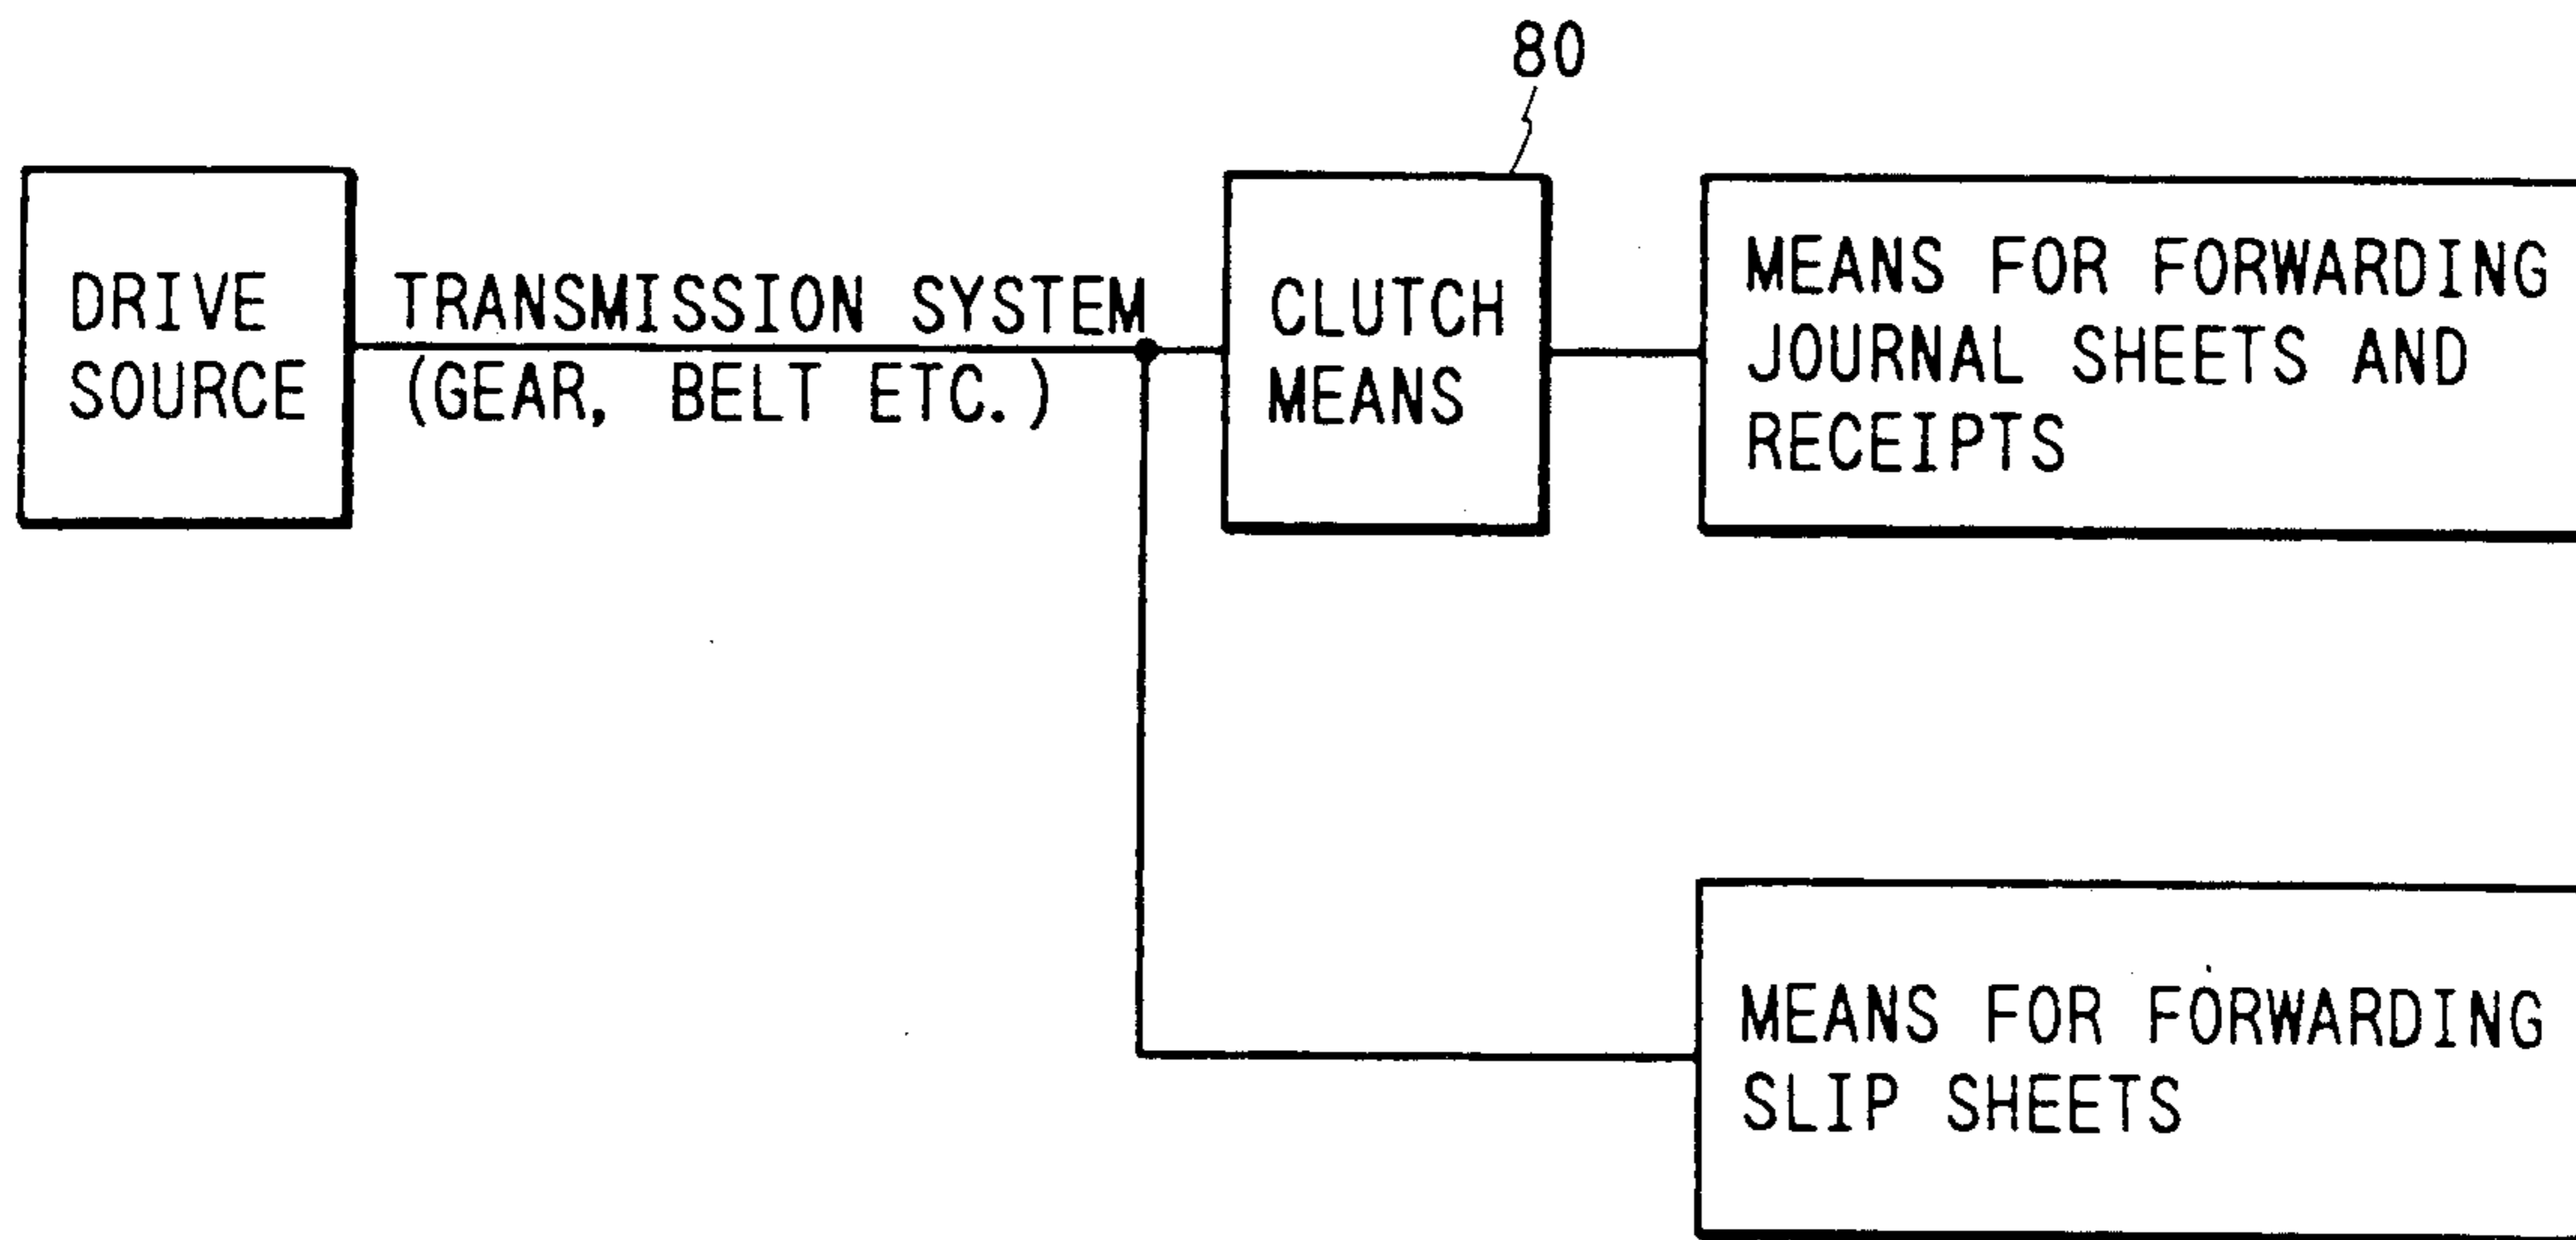 80
DRIVE
SOURCE
TRANSMISSION SYSTEM
(GEAR, BELT ETC.)
CLUTCH
MEANS
MEANS FOR FORWARDING
JOURNAL SHEETS AND
RECEIPTS
MEANS FOR FORWARDING
SLIP SHEETS